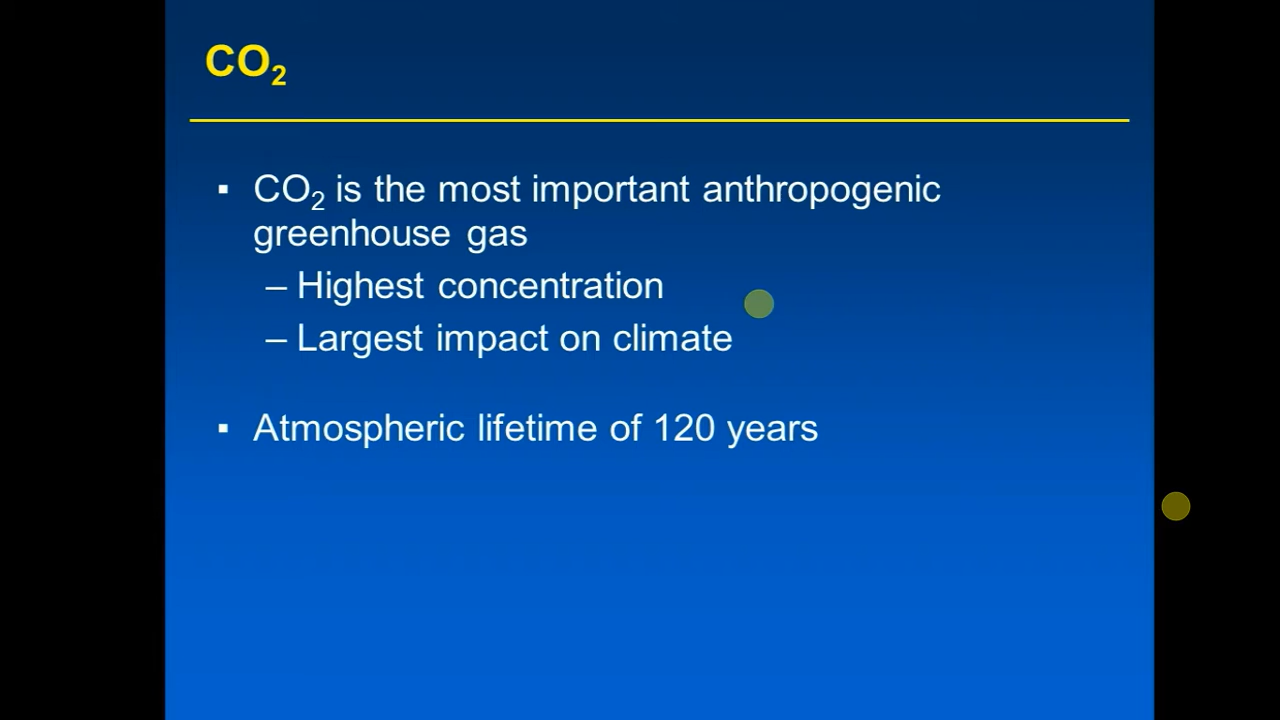 CO₂
▪ CO₂ is the most important anthropogenic
greenhouse gas
– Highest concentration
– Largest impact on climate
▪ Atmospheric lifetime of 120 years